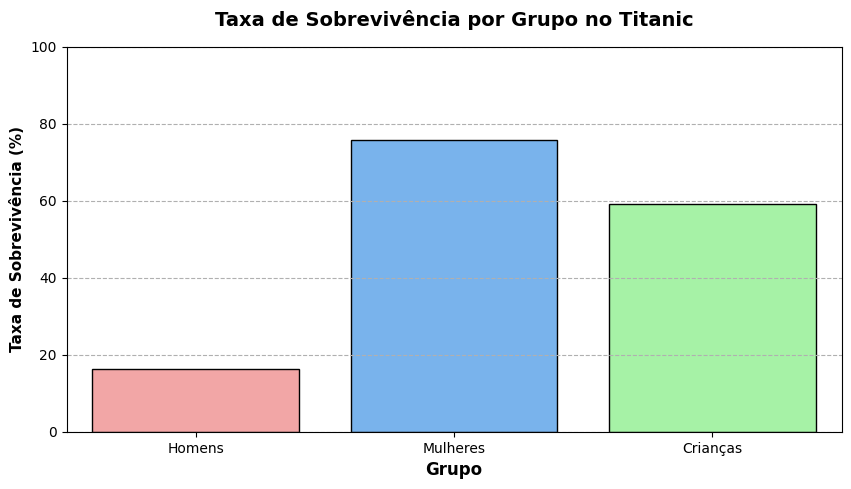 Taxa de Sobrevivência por Grupo no Titanic
Taxa de Sobrevivência (%)
100
80
60
40
20
0
Homens Mulheres Crianças
Grupo